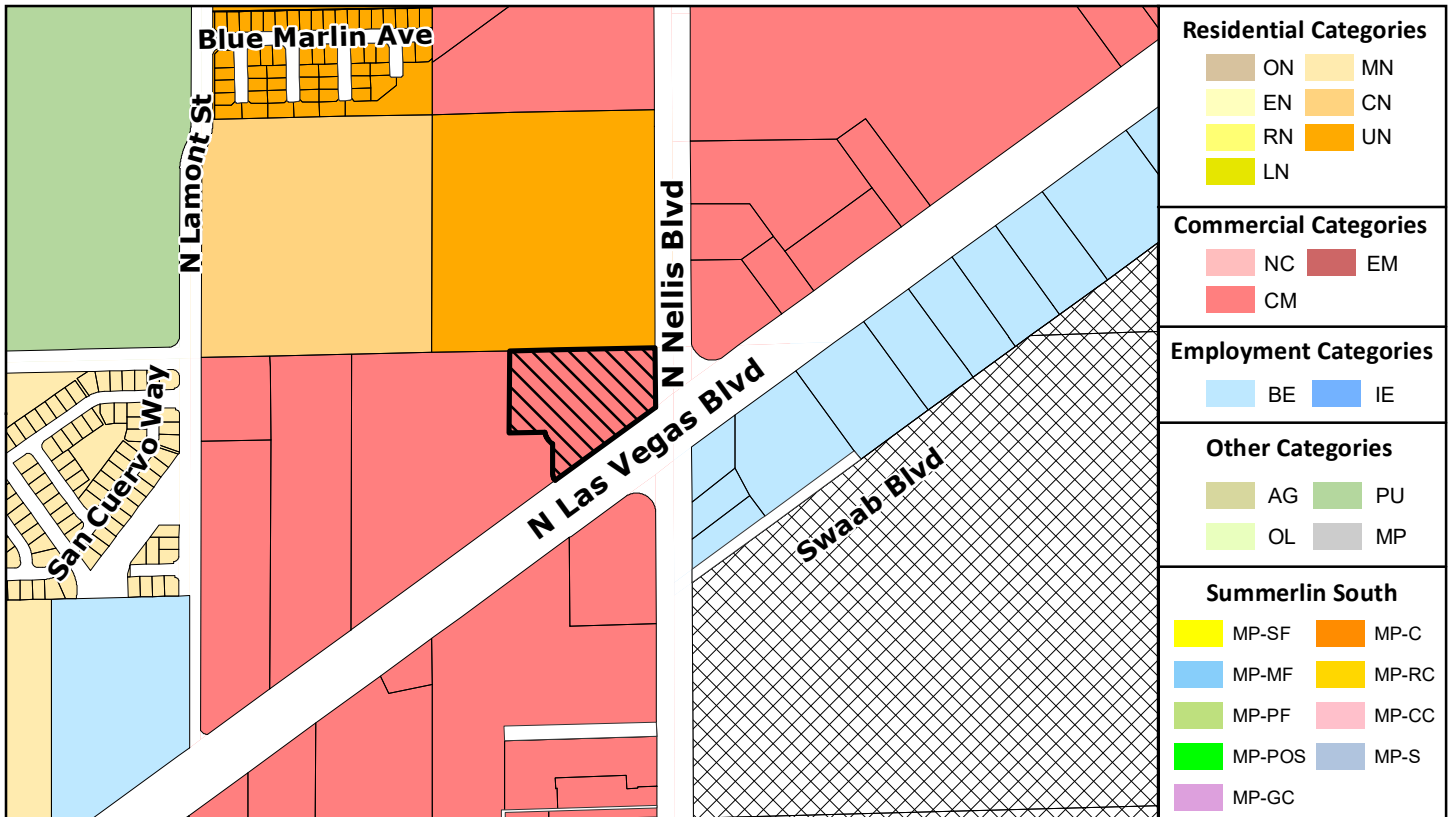 Blue Marlin Ave
N Lamont St
N Nellis Blvd
N Las Vegas Blvd
San Cuervo Way
Swaab Blvd
Residential Categories
ON MN
EN CN
RN UN
LN
Commercial Categories
NC EM
CM
Employment Categories
BE IE
Other Categories
AG PU
OL MP
Summerlin South
MP-SF MP-C
MP-MF MP-RC
MP-PF MP-CC
MP-POS MP-S
MP-GC